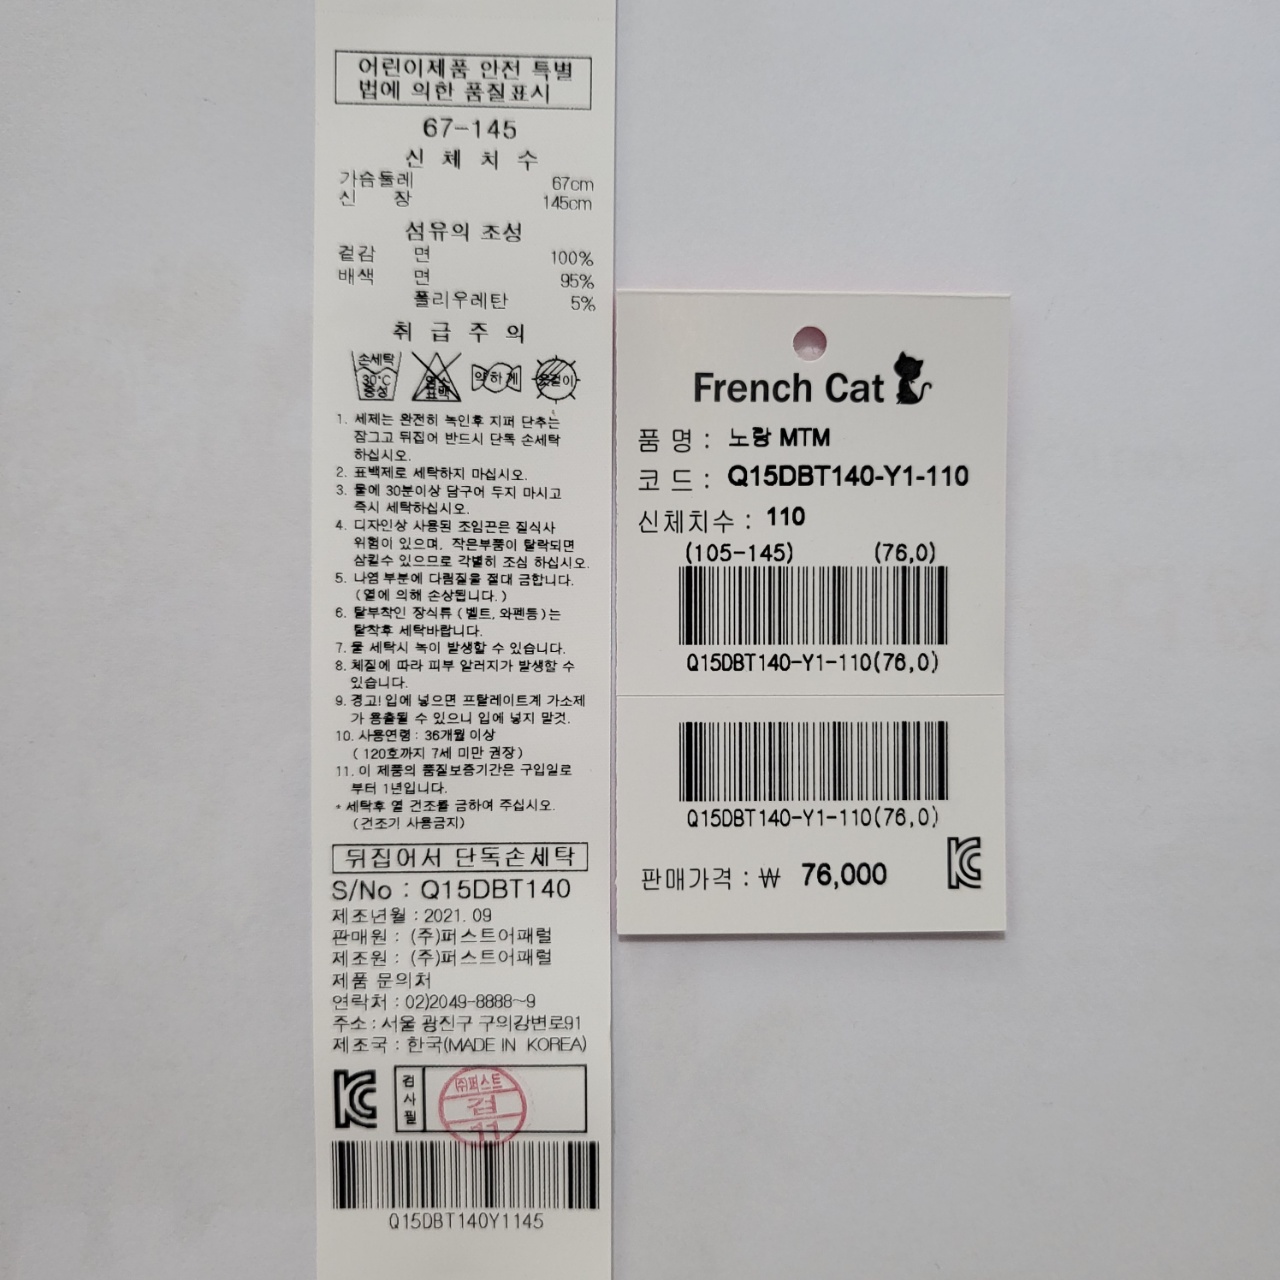 어린이제품 안전 특별
법에 의한 품질표시
67-145
신 체 치 수
가슴둘레 67cm
신 장 145cm
섬유의 조성
겉감 면 100%
배색 면 95%
폴리우레탄 5%
취 급 주 의
손세탁 30°C 중성 염소 표백 약하게 옷걸이
1. 세제는 완전히 녹인후 지퍼 단추는
잠그고 뒤집어 반드시 단독 손세탁
하십시오.
2. 표백제로 세탁하지 마십시오.
3. 물에 30분이상 담구어 두지 마시고
즉시 세탁하십시오.
4. 디자인상 사용된 조임끈은 질식사
위험이 있으며, 작은부품이 탈락되면
삼킬수 있으므로 각별히 조심 하십시오.
5. 나염 부분에 다림질을 절대 금합니다.
(열에 의해 손상됩니다.)
6. 탈부착인 장식류(벨트,와펜등)는
탈착후 세탁바랍니다.
7. 물 세탁시 녹이 발생할 수 있습니다.
8. 체질에 따라 피부 알러지가 발생할 수
있습니다.
9. 경고! 입에 넣으면 프탈레이트계 가소제
가 용출될 수 있으니 입에 넣지 말것.
10. 사용연령 : 36개월 이상
( 120호까지 7세 미만 권장 )
11. 이 제품의 품질보증기간은 구입일로
부터 1년입니다.
* 세탁후 열 건조를 금하여 주십시오.
(건조기 사용금지)
뒤집어서 단독손세탁
S/No : Q15DBT140
제조년월 : 2021. 09
판매원 : (주)퍼스트어패럴
제조원 : (주)퍼스트어패럴
제품 문의처
연락처 : 02)2049-8888~9
주소 : 서울 광진구 구의강변로91
제조국 : 한국(MADE IN KOREA)
KC 검사필 ㈜퍼스트 검 11
Q15DBT140Y1145
French Cat
품 명 : 노랑 MTM
코 드 : Q15DBT140-Y1-110
신체치수 : 110
(105-145) (76,0)
Q15DBT140-Y1-110(76,0)
Q15DBT140-Y1-110(76,0)
판매가격 : ₩ 76,000
KC